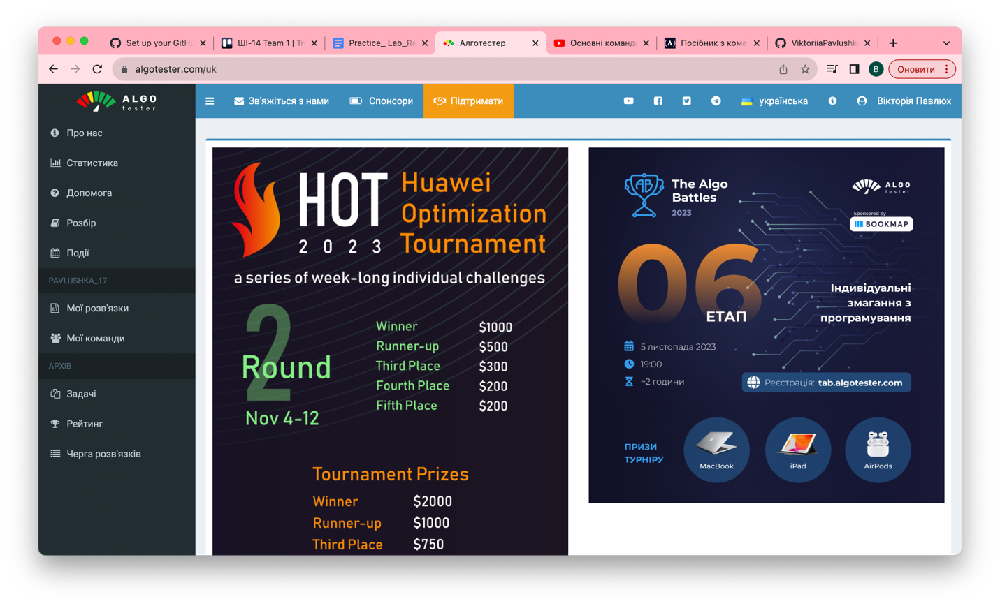 Set up your GitHu
ШІ-14 Team 1 | Tr
Practice_ Lab_Re
Алготестер
Основні команди
Посібник з кома
ViktoriiaPavlushk
algotester.com/uk
В
Оновити
ALGO
tester
Зв'яжіться з нами
Спонсори
Підтримати
українська
Вікторія Павлюх
Про нас
Статистика
Допомога
Розбір
Події
PAVLUSHKA_17
Мої розв'язки
Мої команди
АРХІВ
Задачі
Рейтинг
Черга розв'язків
HOT
2023
Huawei
Optimization
Tournament
a series of week-long individual challenges
2
Round
Nov 4-12
Winner $1000
Runner-up $500
Third Place $300
Fourth Place $200
Fifth Place $200
Tournament Prizes
Winner $2000
Runner-up $1000
Third Place $750
AB
The Algo
Battles
2023
ALGO
tester
Sponsored by
BOOKMAP
06
ЕТАП
Індивідуальні
змагання з
програмування
5 листопада 2023
19:00
~2 години
Реєстрація: tab.algotester.com
ПРИЗИ
ТУРНІРУ
MacBook
iPad
AirPods